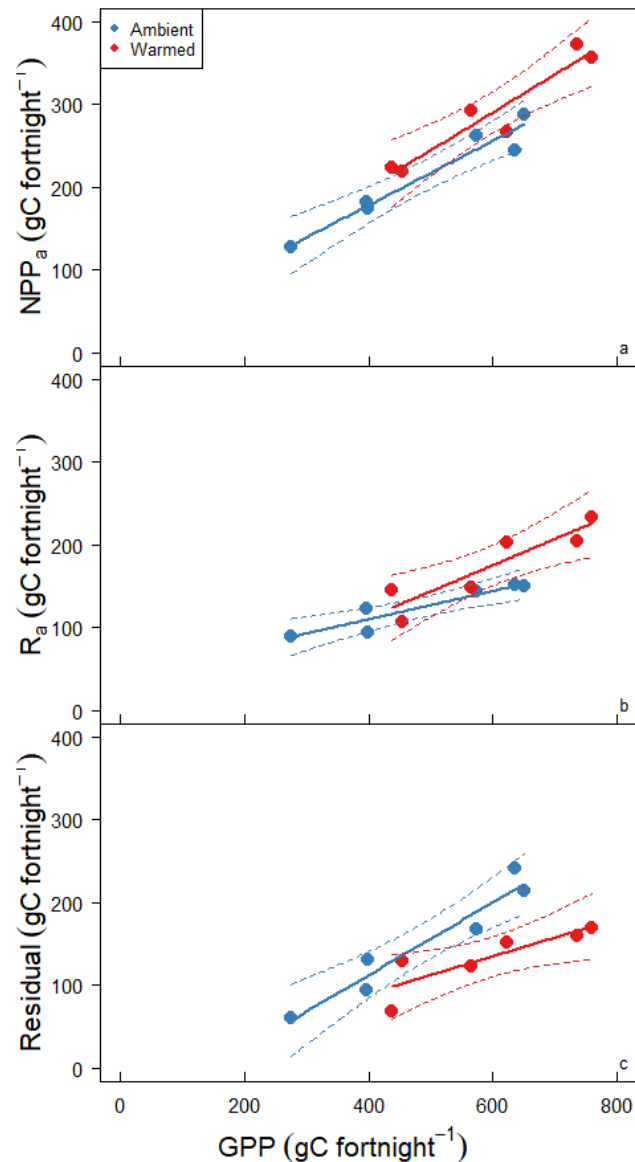 Ambient
Warmed
400
300
200
100
0
NPPₐ (gC fortnight⁻¹)
a
400
300
200
100
0
Rₐ (gC fortnight⁻¹)
b
400
300
200
100
0
Residual (gC fortnight⁻¹)
c
0 200 400 600 800
GPP (gC fortnight⁻¹)